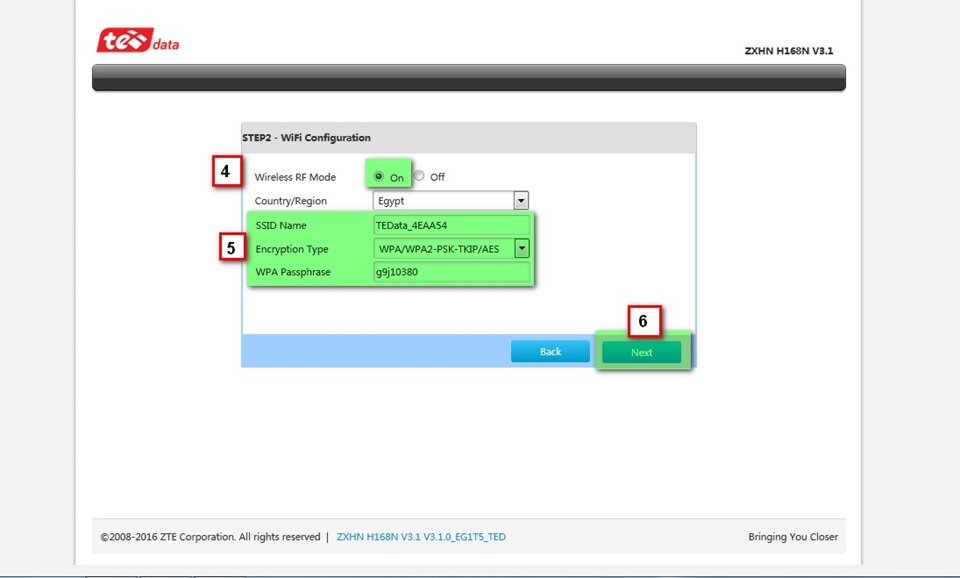 TEData
ZXHN H168N V3.1
STEP2 - WiFi Configuration
4 Wireless RF Mode On Off
Country/Region Egypt
SSID Name TEData_4EAA54
5 Encryption Type WPA/WPA2-PSK-TKIP/AES
WPA Passphrase g9j10380
6
Back Next
©2008-2016 ZTE Corporation. All rights reserved | ZXHN H168N V3.1 V3.1.0_EG1T5_TED Bringing You Closer